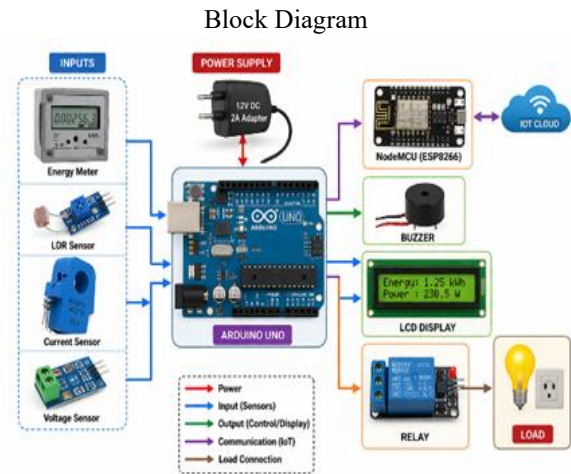 Block Diagram
INPUTS
POWER SUPPLY
12V DC
2A Adapter
Energy Meter
LDR Sensor
Current Sensor
Voltage Sensor
UNO
ARDUINO
ARDUINO UNO
NodeMCU (ESP8266)
IOT CLOUD
BUZZER
Energy: 1.25 kWh
Power : 230.5 W
LCD DISPLAY
RELAY
LOAD
Power
Input (Sensors)
Output (Control/Display)
Communication (IoT)
Load Connection